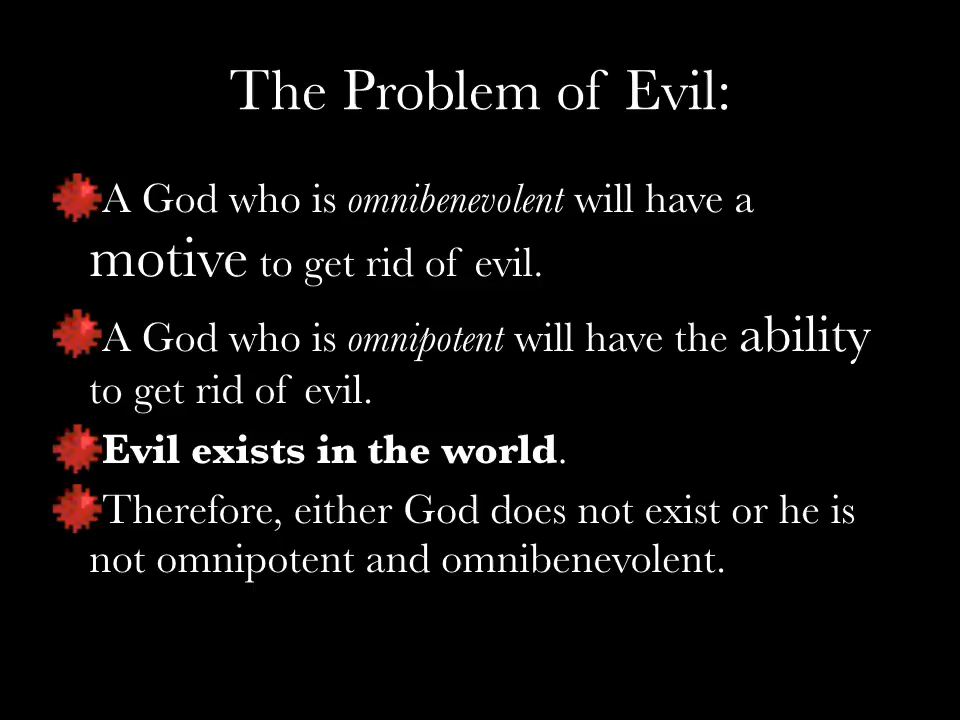 The Problem of Evil:
A God who is omnibenevolent will have a
motive to get rid of evil.
A God who is omnipotent will have the ability
to get rid of evil.
Evil exists in the world.
Therefore, either God does not exist or he is
not omnipotent and omnibenevolent.